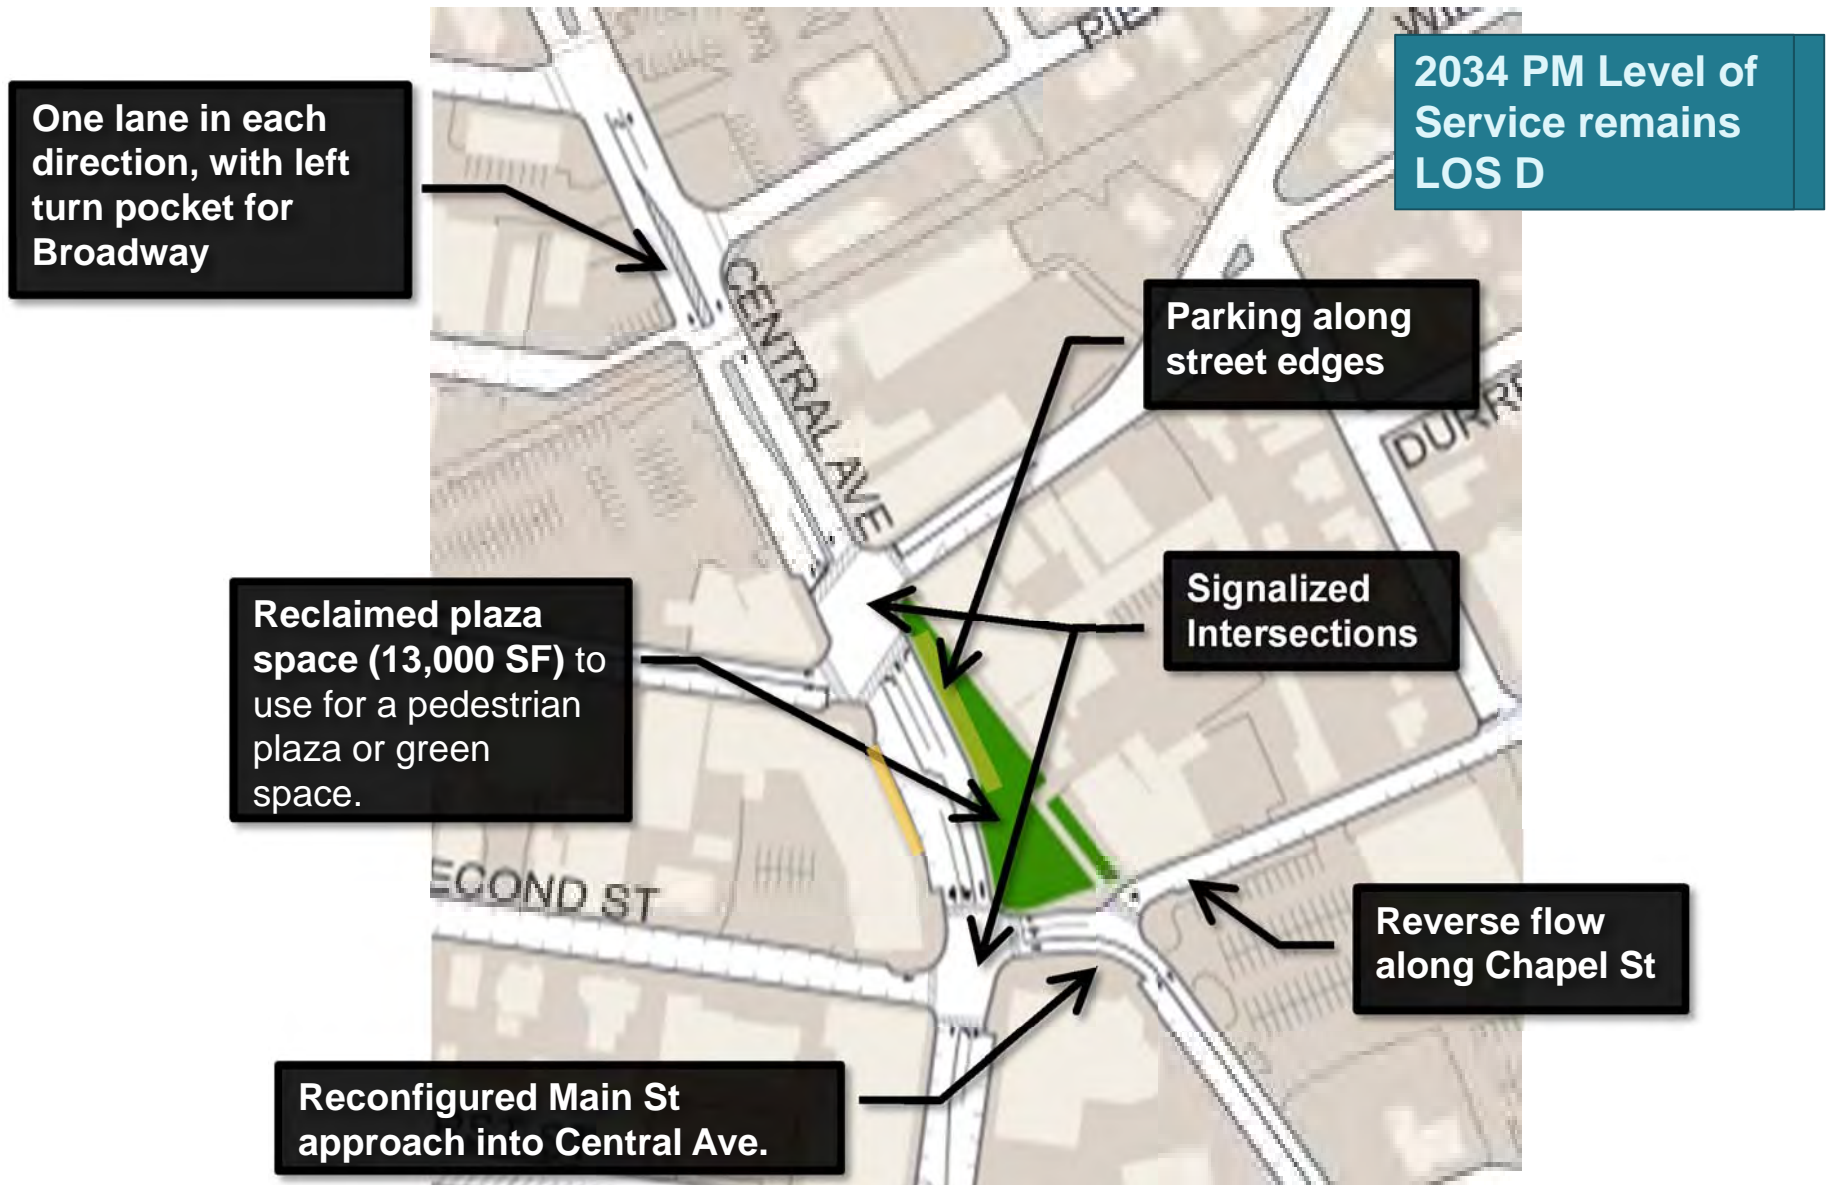 One lane in each
direction, with left
turn pocket for
Broadway
2034 PM Level of
Service remains
LOS D
CENTRAL AVE
Parking along
street edges
Signalized
Intersections
Reclaimed plaza
space (13,000 SF) to
use for a pedestrian
plaza or green
space.
ECOND ST
Reverse flow
along Chapel St
Reconfigured Main St
approach into Central Ave.